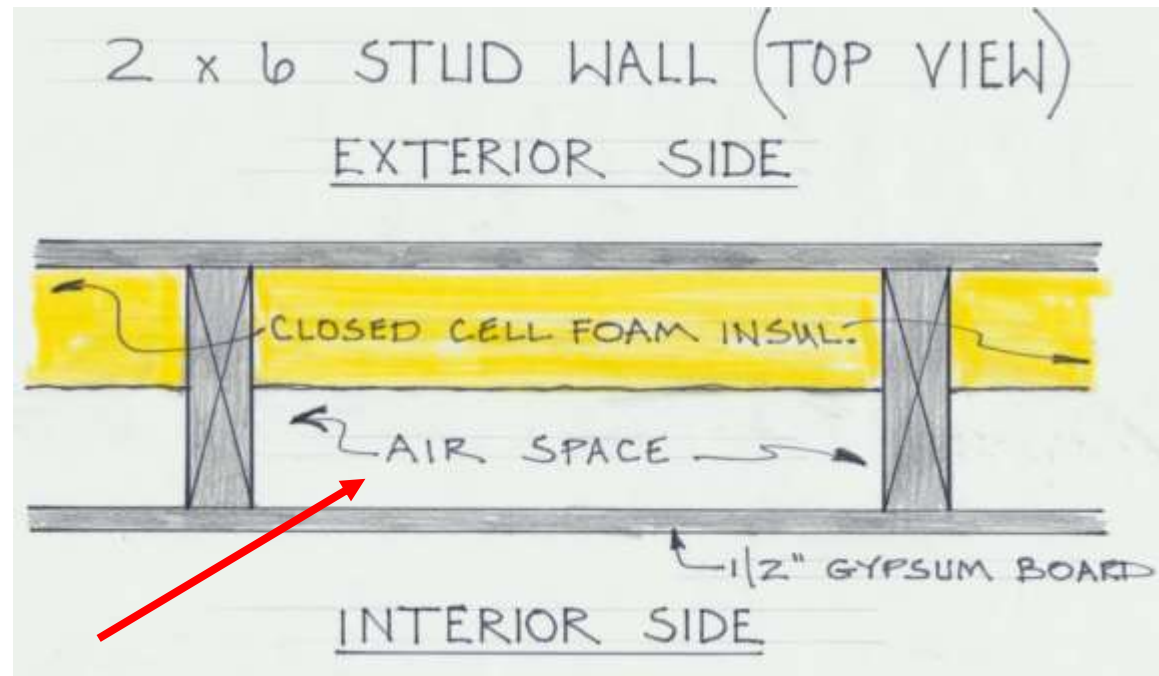 2 x 6 STUD WALL (TOP VIEW)
EXTERIOR SIDE
CLOSED CELL FOAM INSUL.
AIR SPACE
1/2" GYPSUM BOARD
INTERIOR SIDE